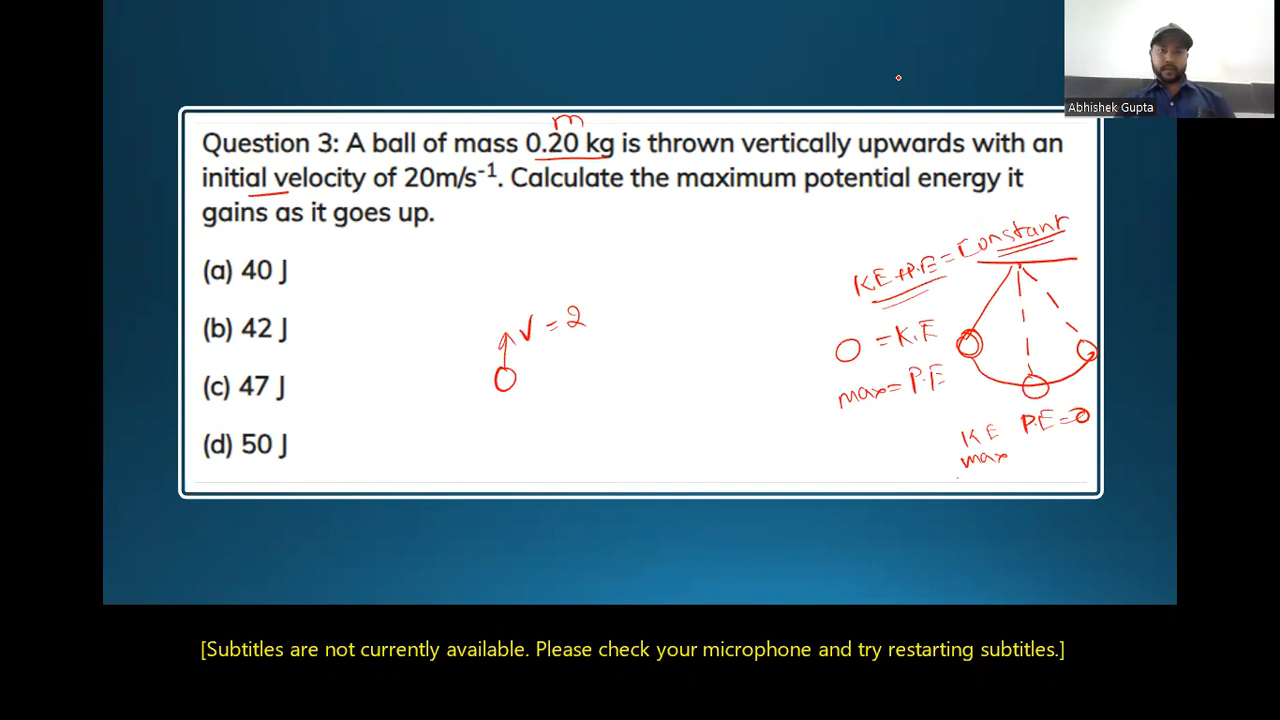 Abhishek Gupta
m
Question 3: A ball of mass 0.20 kg is thrown vertically upwards with an
initial velocity of 20m/s⁻¹. Calculate the maximum potential energy it
gains as it goes up.
(a) 40 J
(b) 42 J
(c) 47 J
(d) 50 J
V = 2
KE + P.E = Constant
= K.E
max = P.E
KE
max
P.E = 0
[Subtitles are not currently available. Please check your microphone and try restarting subtitles.]